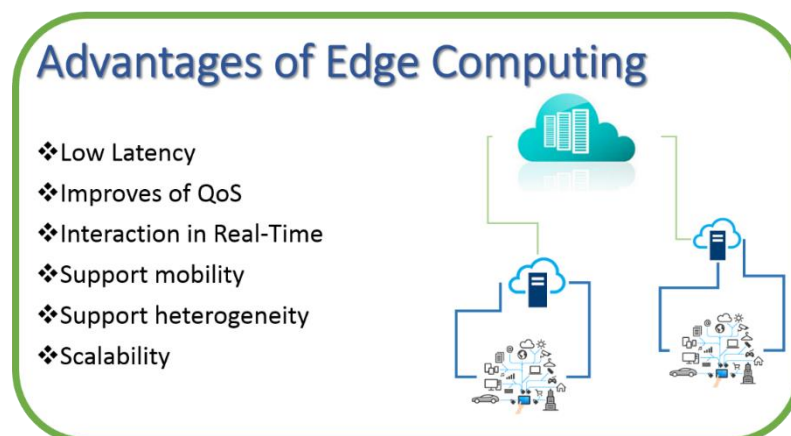 Advantages of Edge Computing
❖Low Latency
❖Improves of QoS
❖Interaction in Real-Time
❖Support mobility
❖Support heterogeneity
❖Scalability